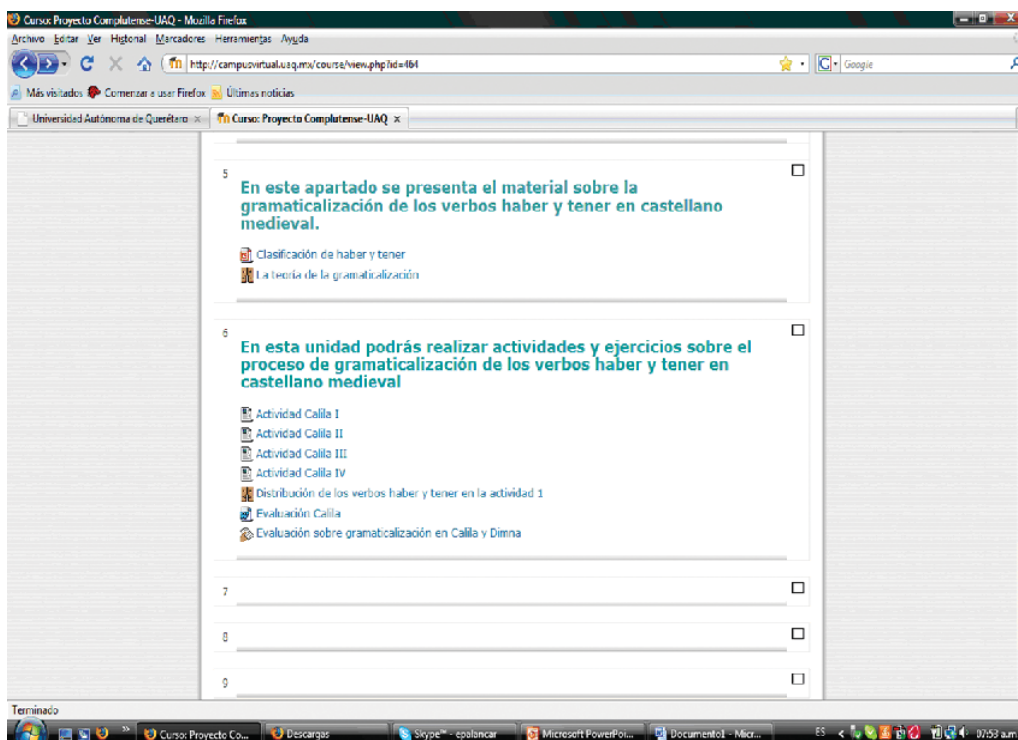 Curso: Proyecto Complutense-UAQ - Mozilla Firefox
Archivo Editar Ver Historial Marcadores Herramientas Ayuda
http://campusvirtual.uaq.mx/course/view.php?id=464
Google
Más visitados Comenzar a usar Firefox Últimas noticias
Universidad Autónoma de Querétaro
Curso: Proyecto Complutense-UAQ
5
En este apartado se presenta el material sobre la
gramaticalización de los verbos haber y tener en castellano
medieval.
Clasificación de haber y tener
La teoría de la gramaticalización
6
En esta unidad podrás realizar actividades y ejercicios sobre el
proceso de gramaticalización de los verbos haber y tener en
castellano medieval
Actividad Calila I
Actividad Calila II
Actividad Calila III
Actividad Calila IV
Distribución de los verbos haber y tener en la actividad 1
Evaluación Calila
Evaluación sobre gramaticalización en Calila y Dimna
7
8
9
Terminado
Curso: Proyecto Co... Descargas Skype™ - epalancar Microsoft PowerPoi... Documento1 - Micr... ES 07:53 a.m.